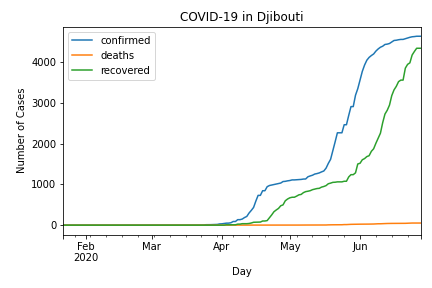 COVID-19 in Djibouti
confirmed
deaths
recovered
Number of Cases
4000
3000
2000
1000
0
Feb
2020
Mar
Apr
May
Jun
Day